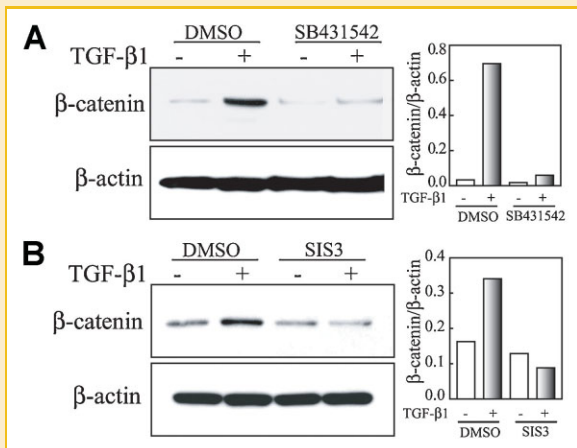 A
DMSO SB431542
TGF-β1 - + - +
β-catenin
β-actin
β-catenin/β-actin
0.8
0.6
0.4
0.2
0.0
TGF-β1 - + - +
DMSO SB431542
B
DMSO SIS3
TGF-β1 - + - +
β-catenin
β-actin
β-catenin/β-actin
0.4
0.3
0.2
0.1
0.0
TGF-β1 - + - +
DMSO SIS3